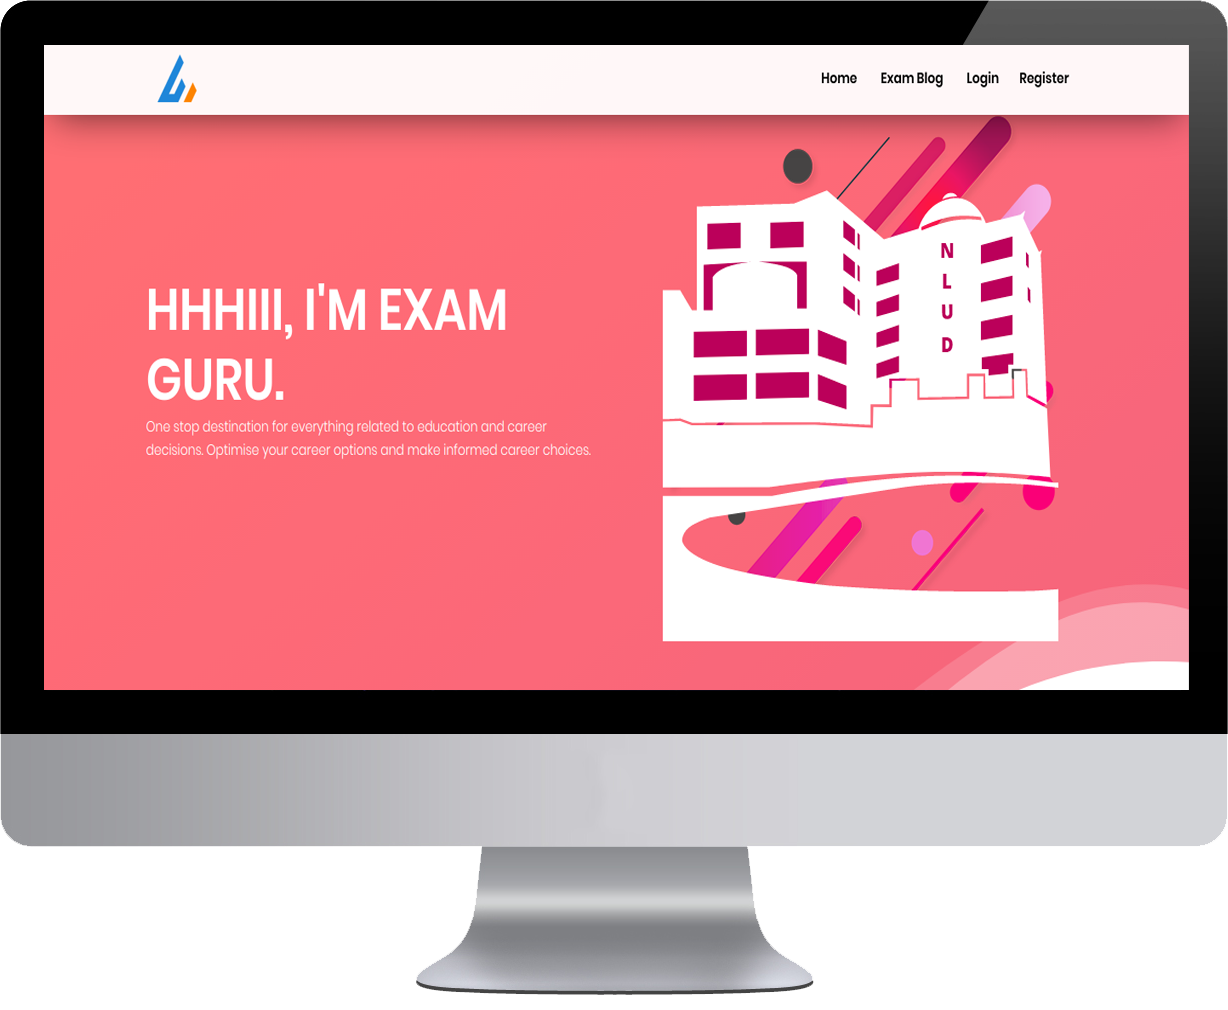 Home Exam Blog Login Register
HHHIII, I'M EXAM
GURU.
One stop destination for everything related to education and career
decisions. Optimise your career options and make informed career choices.
N
L
U
D